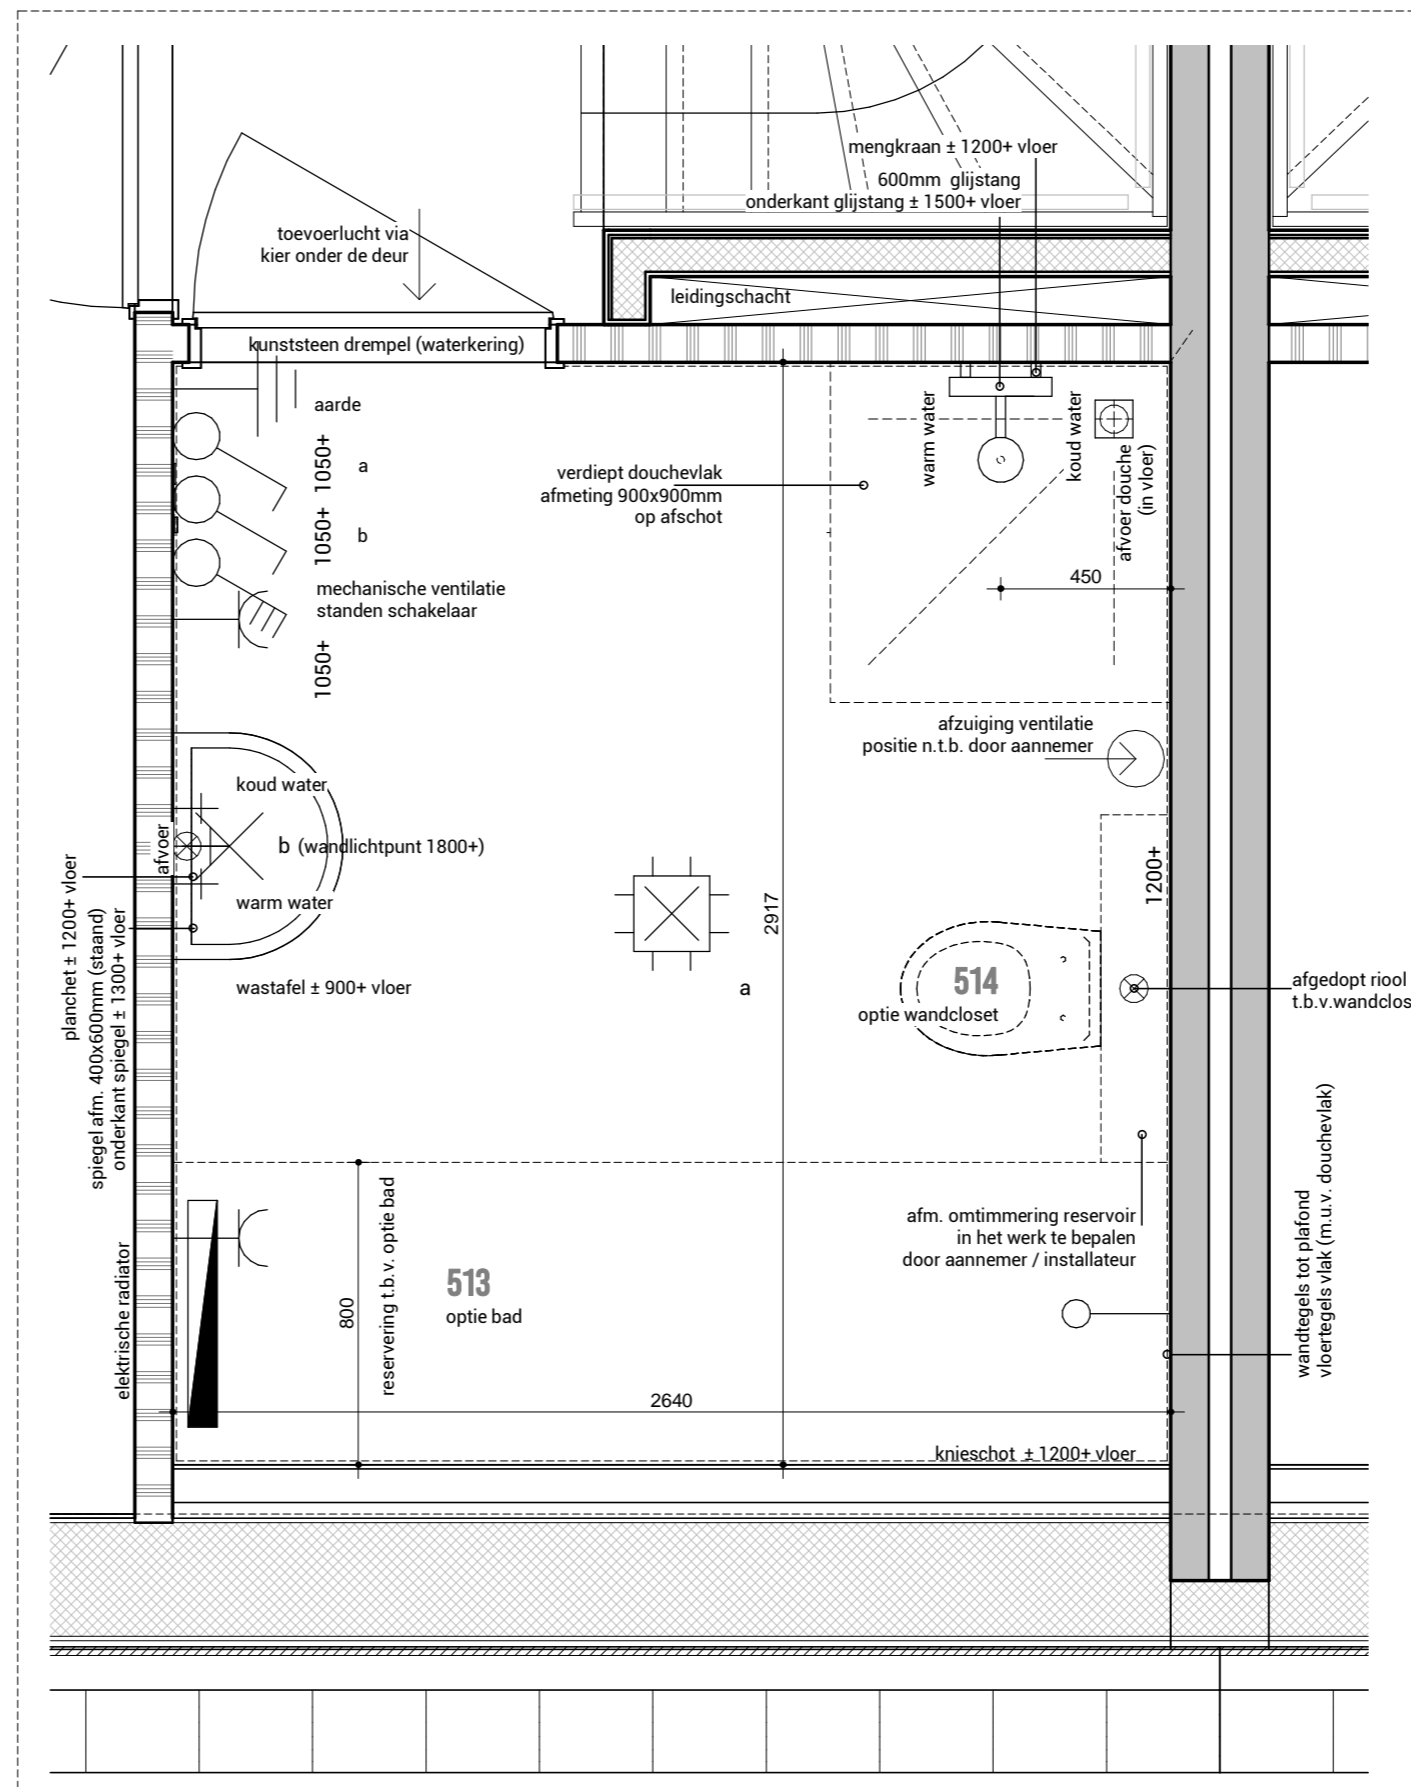 mengkraan ± 1200+ vloer
600mm glijstang
onderkant glijstang ± 1500+ vloer
toevoerlucht via
kier onder de deur
leidingschacht
kunststeen drempel (waterkering)
aarde
1050+
a
1050+
b
mechanische ventilatie
standen schakelaar
1050+
verdiept douchevlak
afmeting 900x900mm
op afschot
warm water
koud water
afvoer douche
(in vloer)
450
afzuiging ventilatie
positie n.t.b. door aannemer
koud water
afvoer
b (wandlichtpunt 1800+)
warm water
wastafel ± 900+ vloer
planchet ± 1200+ vloer
spiegel afm. 400x600mm (staand)
onderkant spiegel ± 1300+ vloer
2917
a
1200+
514
optie wandcloset
afgedopt riool
t.b.v.wandclos
afm. omtimmering reservoir
in het werk te bepalen
door aannemer / installateur
wandtegels tot plafond
vloertegels vlak (m.u.v. douchevlak)
elektrische radiator
800
reservering t.b.v. optie bad
513
optie bad
2640
knieschot ± 1200+ vloer